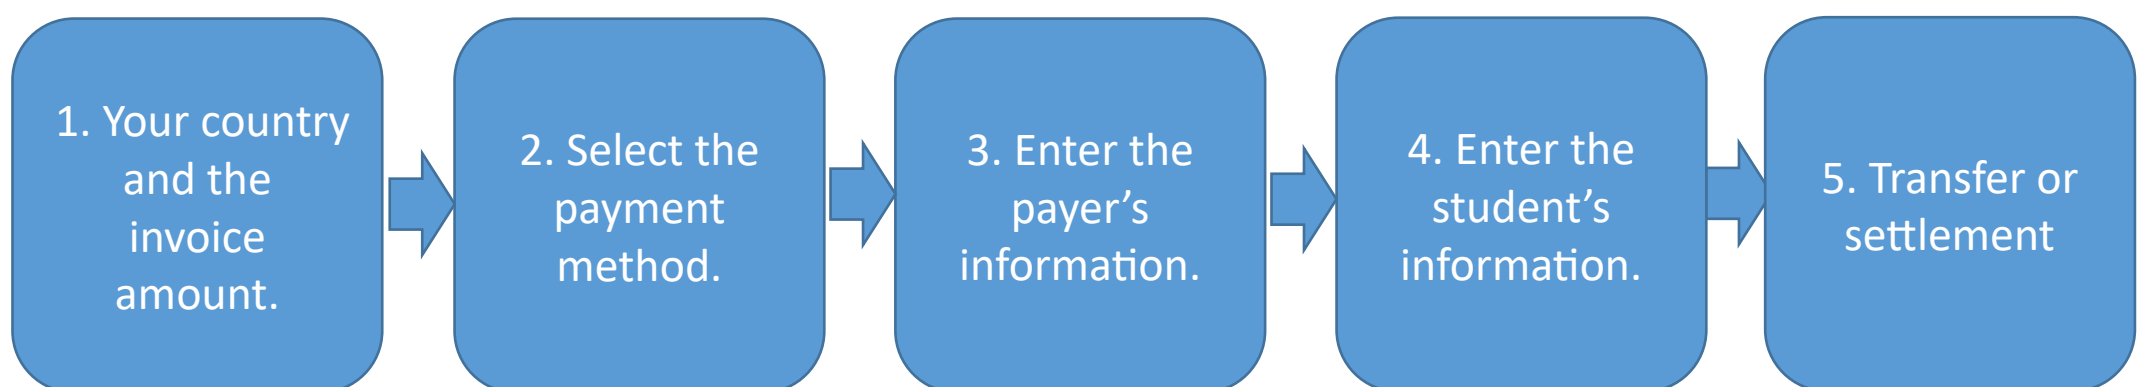 1. Your country
and the
invoice
amount.
2. Select the
payment
method.
3. Enter the
payer’s
information.
4. Enter the
student’s
information.
5. Transfer or
settlement